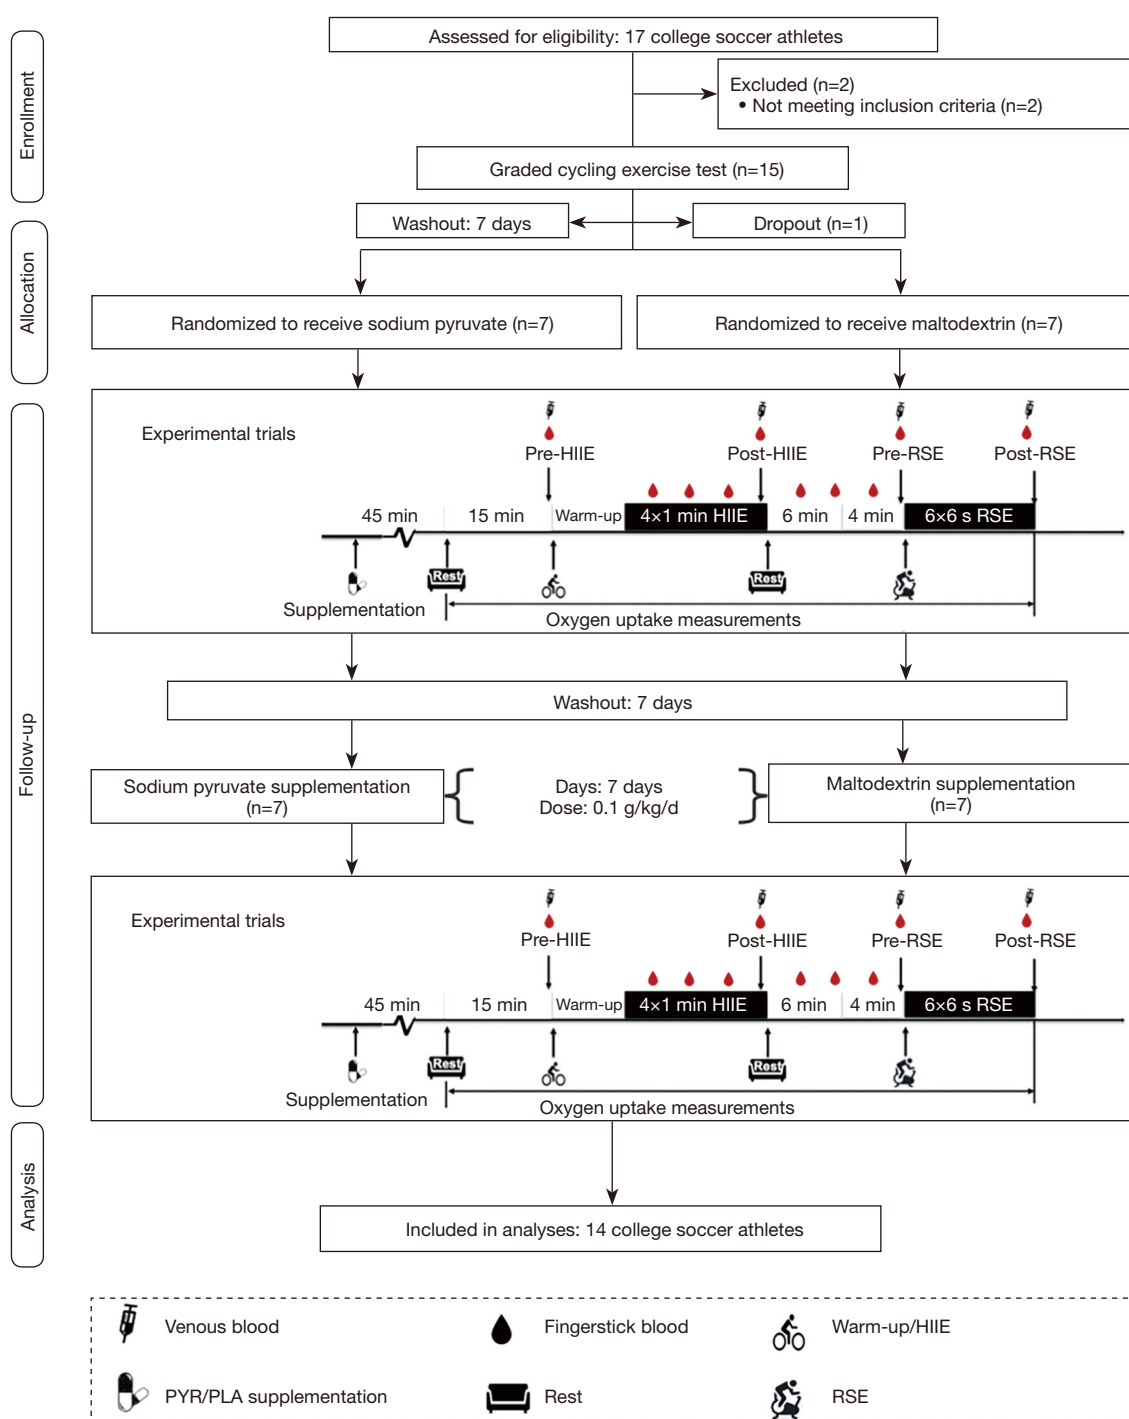 Enrollment
Assessed for eligibility: 17 college soccer athletes
Excluded (n=2)
• Not meeting inclusion criteria (n=2)
Graded cycling exercise test (n=15)
Washout: 7 days
Dropout (n=1)
Allocation
Randomized to receive sodium pyruvate (n=7)
Randomized to receive maltodextrin (n=7)
Follow-up
Experimental trials
Pre-HIIE
Post-HIIE
Pre-RSE
Post-RSE
45 min
15 min
Warm-up
4×1 min HIIE
6 min
4 min
6×6 s RSE
Rest
Rest
Supplementation
Oxygen uptake measurements
Washout: 7 days
Sodium pyruvate supplementation
(n=7)
Days: 7 days
Dose: 0.1 g/kg/d
Maltodextrin supplementation
(n=7)
Experimental trials
Pre-HIIE
Post-HIIE
Pre-RSE
Post-RSE
45 min
15 min
Warm-up
4×1 min HIIE
6 min
4 min
6×6 s RSE
Rest
Rest
Supplementation
Oxygen uptake measurements
Analysis
Included in analyses: 14 college soccer athletes
Venous blood
Fingerstick blood
Warm-up/HIIE
PYR/PLA supplementation
Rest
RSE